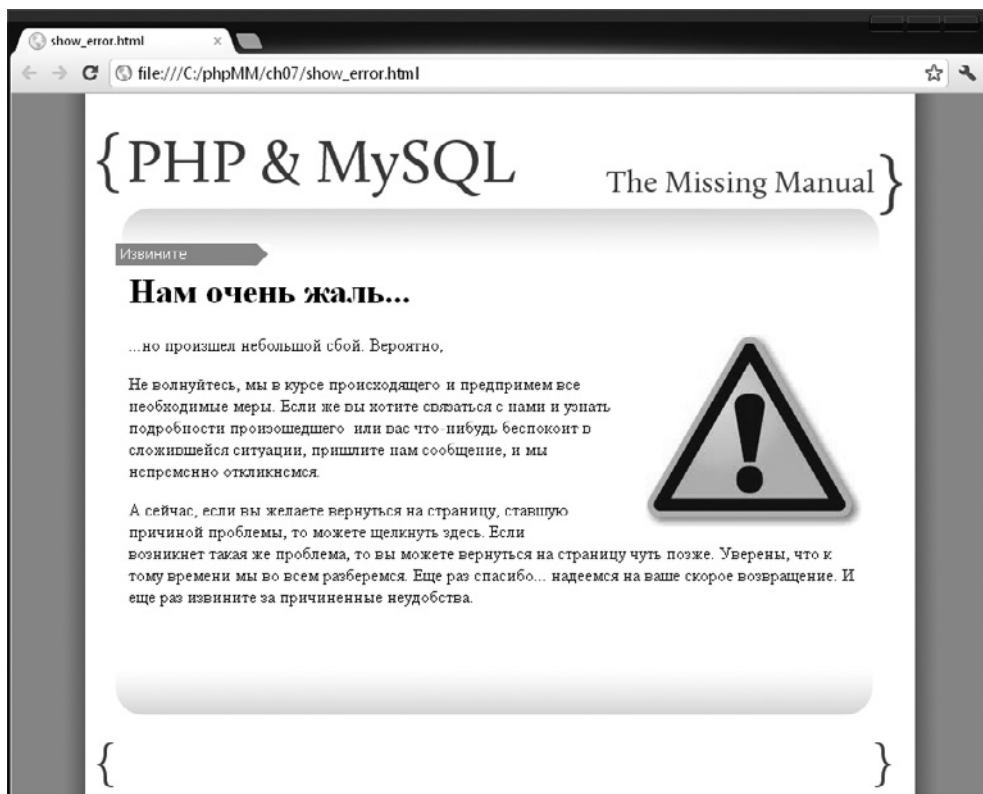 show_error.html
file:///C:/phpMM/ch07/show_error.html
{PHP & MySQL
The Missing Manual}
Извините
Нам очень жаль...
...но произшел небольшой сбой. Вероятно,
Не волнуйтесь, мы в курсе происходящего и предпримем все
необходимые меры. Если же вы хотите связаться с нами и узнать
подробности произошедшего или вас что-нибудь беспокоит в
сложившейся ситуации, пришлите нам сообщение, и мы
непременно откликнемся.
А сейчас, если вы желаете вернуться на страницу, ставшую
причиной проблемы, то можете щелкнуть здесь. Если
возникнет такая же проблема, то вы можете вернуться на страницу чуть позже. Уверены, что к
тому времени мы во всем разберемся. Еще раз спасибо... надеемся на ваше скорое возвращение. И
еще раз извините за причиненные неудобства.
{ }